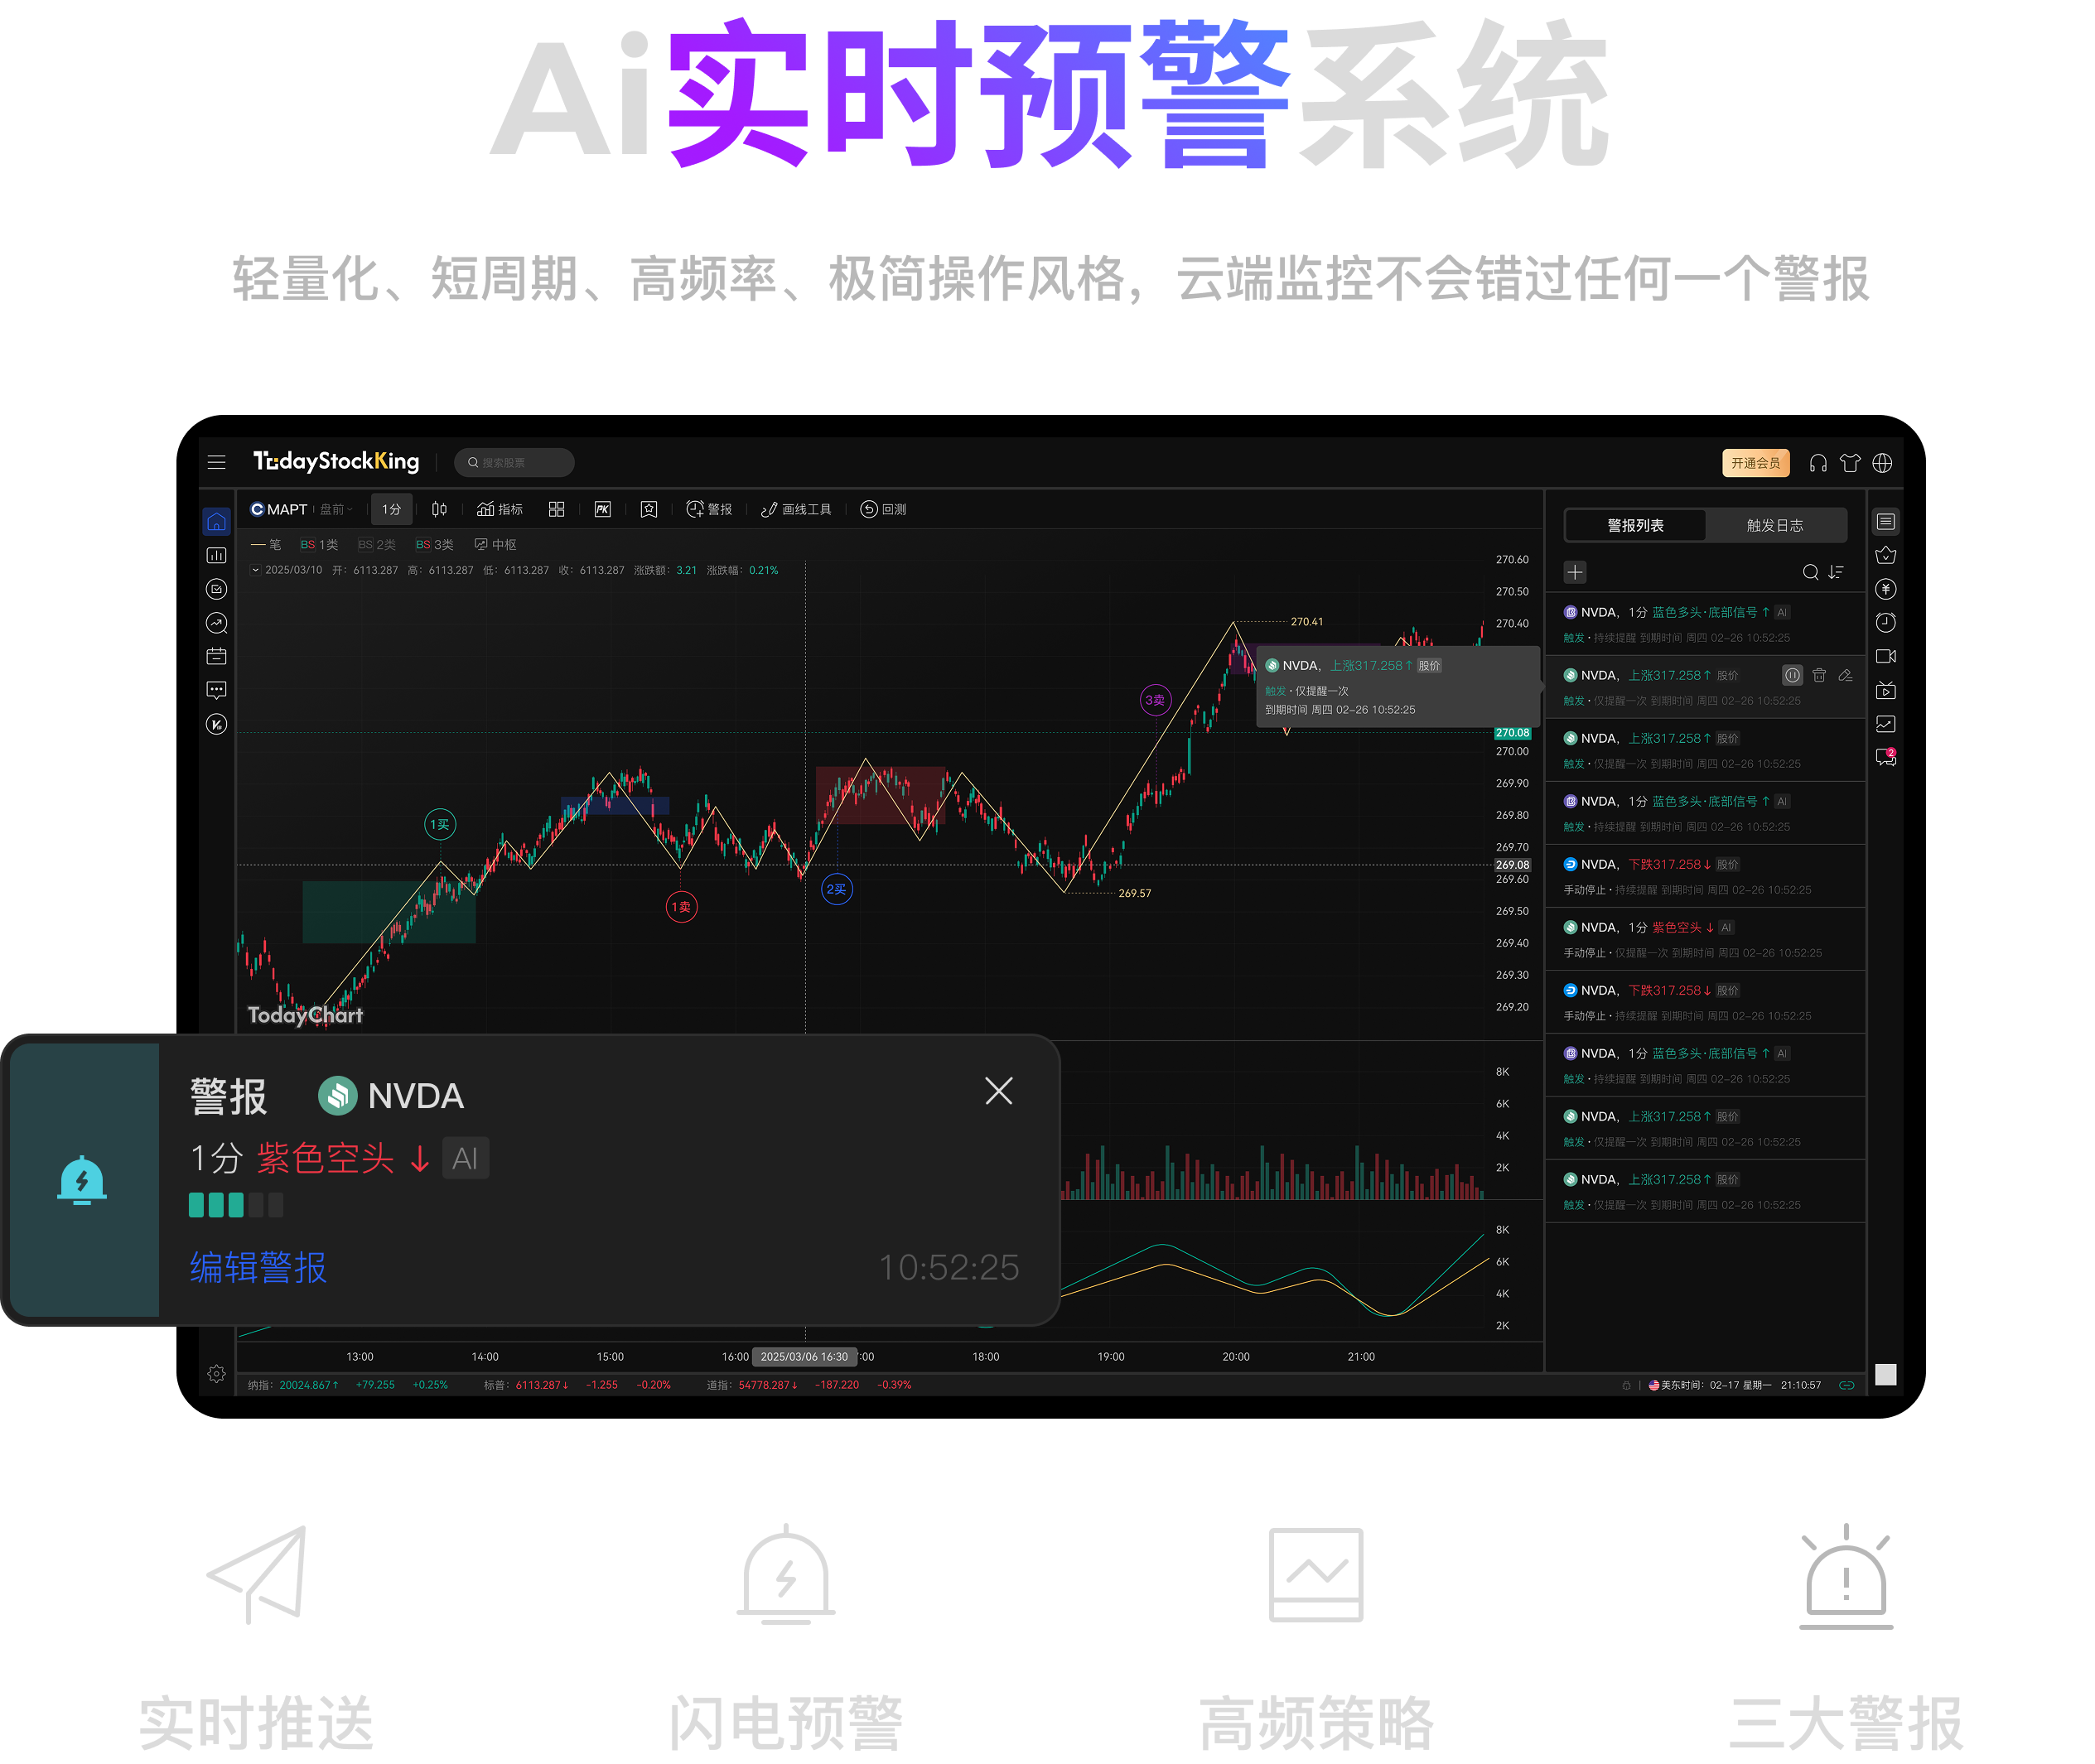 Ai实时预警系统
轻量化、短周期、高频率、极简操作风格，云端监控不会错过任何一个警报
TodayStockKing
搜索股票
开通会员
MAPT 盘前 1分 指标 PK 警报 画线工具 回测
笔 BS 1类 BS 2类 BS 3类 中枢
2025/03/10 开：6113.287 高：6113.287 低：6113.287 收：6113.287 涨跌额：3.21 涨跌幅：0.21%
270.60
270.50
270.40
270.08
270.00
269.90
269.80
269.70
269.08
269.60
269.50
269.40
269.30
269.20
270.41
NVDA，上涨317.258↑ 股价
触发·仅提醒一次
到期时间 周四 02-26 10:52:25
3卖
1买
2买
1卖
269.57
TodayChart
8K
6K
4K
2K
8K
6K
4K
2K
警报 NVDA
1分 紫色空头 ↓ AI
编辑警报
10:52:25
13:00 14:00 15:00 16:00 2025/03/06 16:30 :00 18:00 19:00 20:00 21:00
纳指：20024.867↑ +79.255 +0.25% 标普：6113.287↓ -1.255 -0.20% 道指：54778.287↓ -187.220 -0.39%
美东时间：02-17 星期一 21:10:57
警报列表 触发日志
NVDA，1分 蓝色多头·底部信号 ↑ AI
触发·持续提醒 到期时间 周四 02-26 10:52:25
NVDA，上涨317.258↑ 股价
触发·仅提醒一次 到期时间 周四 02-26 10:52:25
NVDA，上涨317.258↑ 股价
触发·仅提醒一次 到期时间 周四 02-26 10:52:25
NVDA，1分 蓝色多头·底部信号 ↑ AI
触发·持续提醒 到期时间 周四 02-26 10:52:25
NVDA，下跌317.258↓ 股价
手动停止·持续提醒 到期时间 周四 02-26 10:52:25
NVDA，1分 紫色空头 ↓ AI
手动停止·仅提醒一次 到期时间 周四 02-26 10:52:25
NVDA，下跌317.258↓ 股价
手动停止·持续提醒 到期时间 周四 02-26 10:52:25
NVDA，1分 蓝色多头·底部信号 ↑ AI
触发·持续提醒 到期时间 周四 02-26 10:52:25
NVDA，上涨317.258↑ 股价
触发·仅提醒一次 到期时间 周四 02-26 10:52:25
NVDA，上涨317.258↑ 股价
触发·仅提醒一次 到期时间 周四 02-26 10:52:25
2
实时推送
闪电预警
高频策略
三大警报